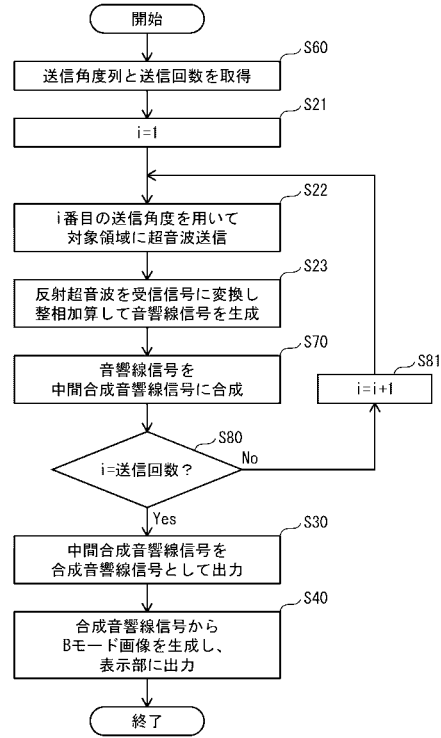 開始
S60
送信角度列と送信回数を取得
S21
i=1
S22
i番目の送信角度を用いて
対象領域に超音波送信
S23
反射超音波を受信信号に変換し
整相加算して音響線信号を生成
S70
音響線信号を
中間合成音響線信号に合成
S81
i=i+1
S80
i=送信回数?
No
Yes
S30
中間合成音響線信号を
合成音響線信号として出力
S40
合成音響線信号から
Bモード画像を生成し、
表示部に出力
終了